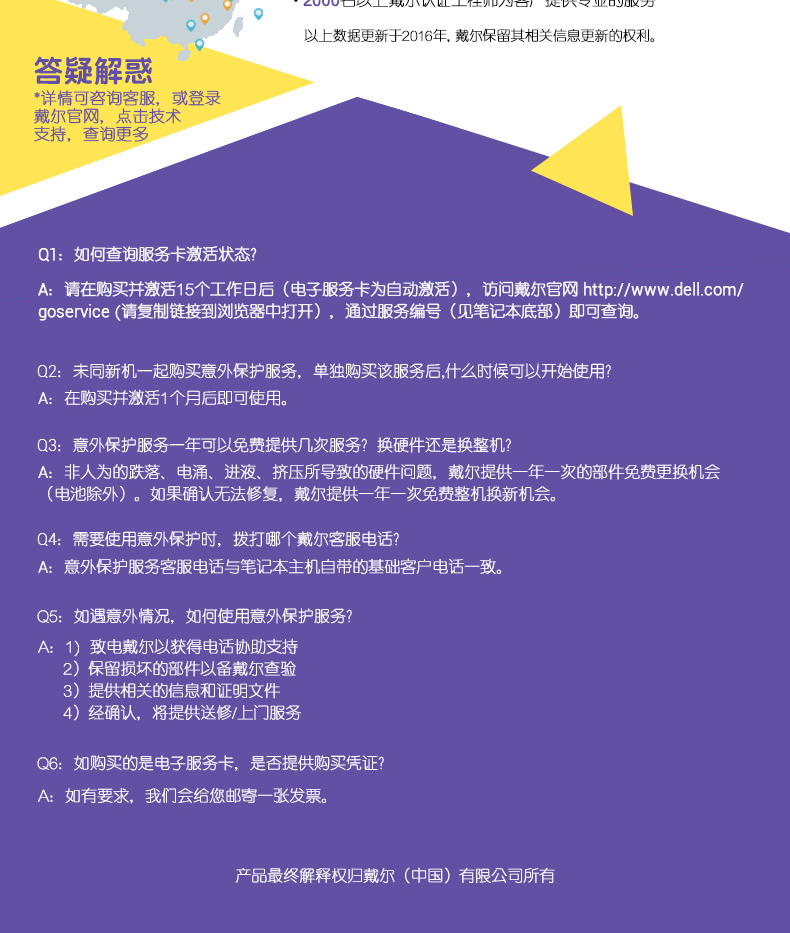 • 2000名以上戴尔认证工程师为客户提供专业的服务
以上数据更新于2016年, 戴尔保留其相关信息更新的权利。
答疑解惑
*详情可咨询客服，或登录
戴尔官网，点击技术
支持，查询更多
Q1：如何查询服务卡激活状态?
A：请在购买并激活15个工作日后（电子服务卡为自动激活），访问戴尔官网 http://www.dell.com/
goservice (请复制链接到浏览器中打开），通过服务编号（见笔记本底部）即可查询。
Q2：未同新机一起购买意外保护服务，单独购买该服务后,什么时候可以开始使用?
A：在购买并激活1个月后即可使用。
Q3：意外保护服务一年可以免费提供几次服务？换硬件还是换整机?
A：非人为的跌落、电涌、进液、挤压所导致的硬件问题，戴尔提供一年一次的部件免费更换机会
（电池除外）。如果确认无法修复，戴尔提供一年一次免费整机换新机会。
Q4：需要使用意外保护时，拨打哪个戴尔客服电话?
A：意外保护服务客服电话与笔记本主机自带的基础客户电话一致。
Q5：如遇意外情况，如何使用意外保护服务?
A：1）致电戴尔以获得电话协助支持
2）保留损坏的部件以备戴尔查验
3）提供相关的信息和证明文件
4）经确认，将提供送修/上门服务
Q6：如购买的是电子服务卡，是否提供购买凭证?
A：如有要求，我们会给您邮寄一张发票。
产品最终解释权归戴尔（中国）有限公司所有